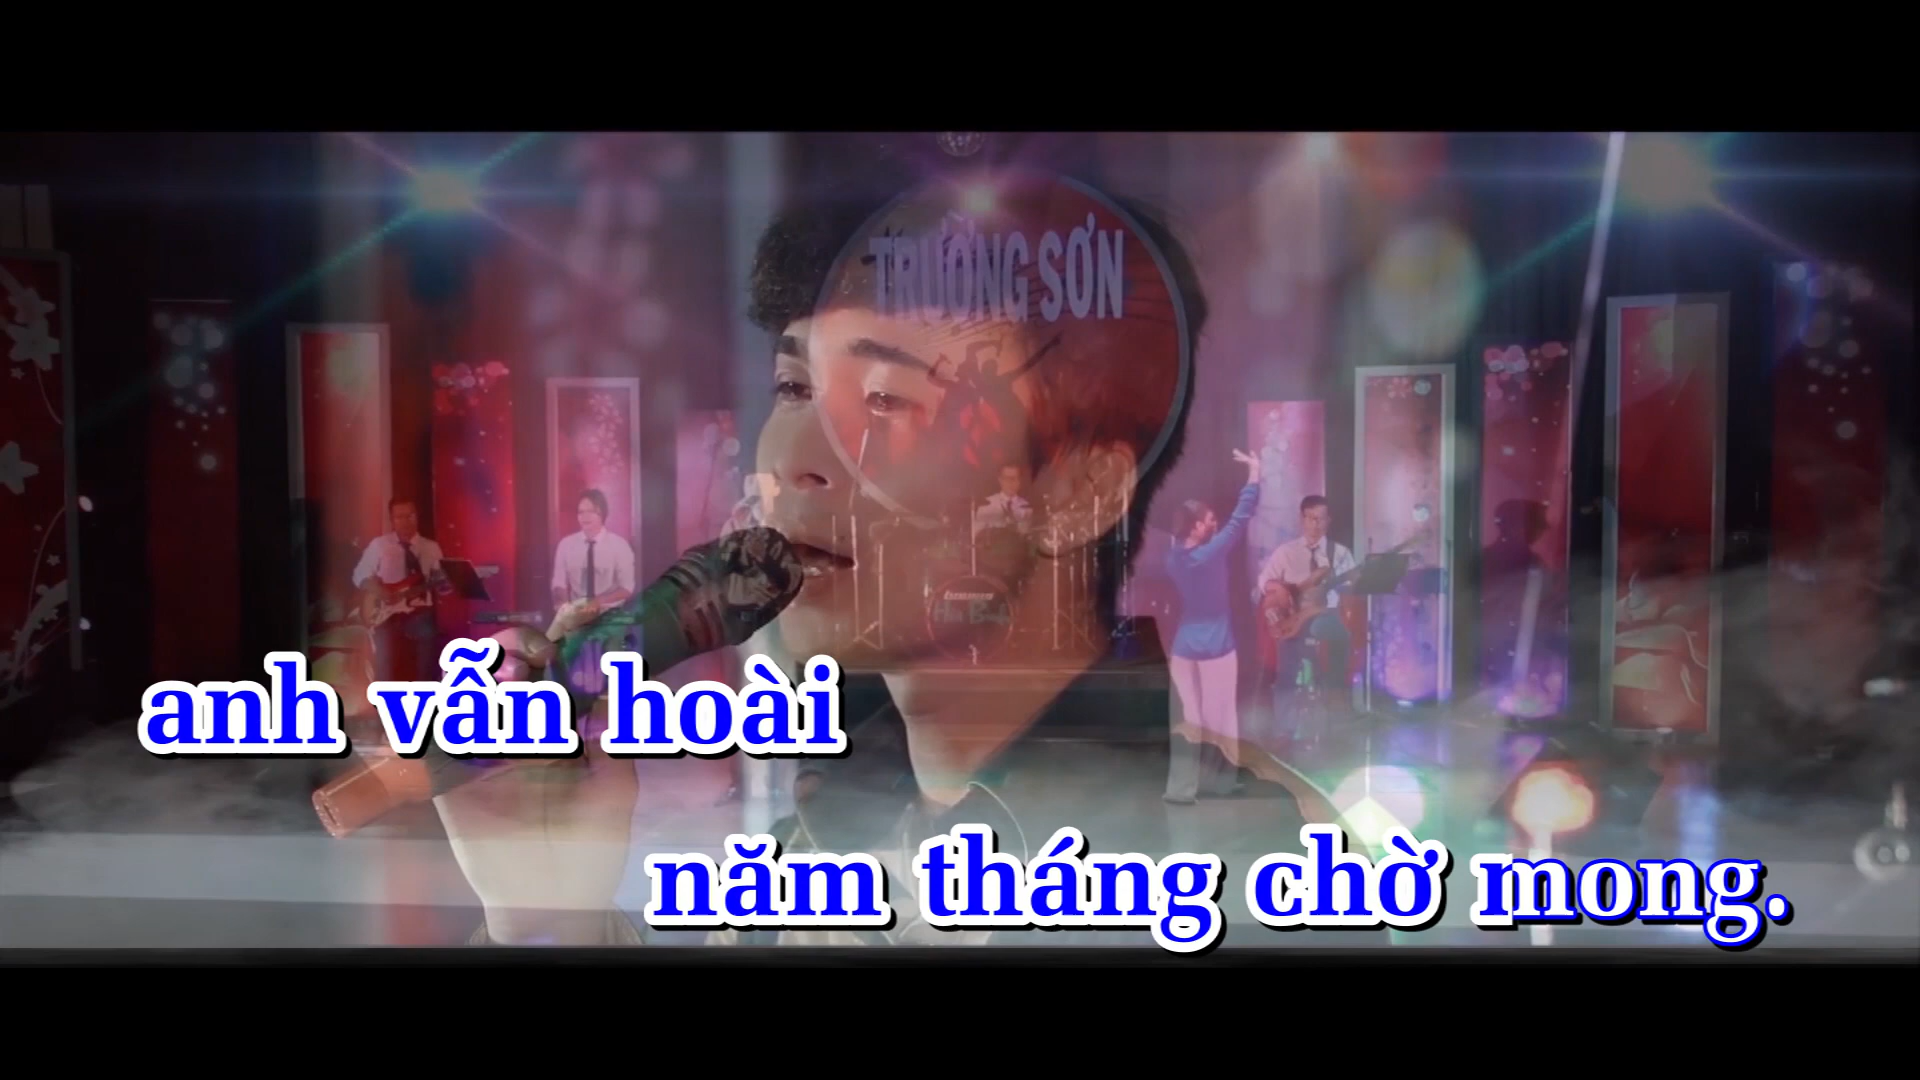 TRƯỜNG SƠN
anh vẫn hoài
năm tháng chờ mong.